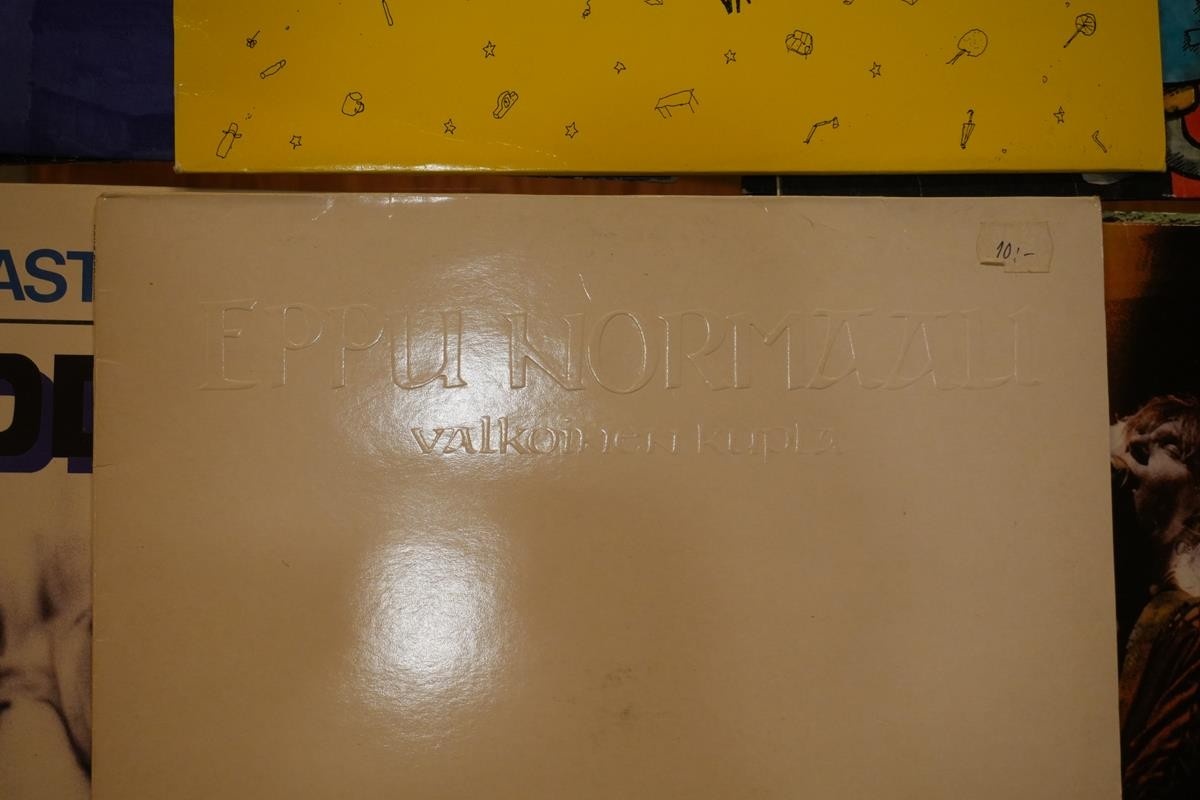 10:-
AST
EPPU NORMAALI
valkoinen kupla